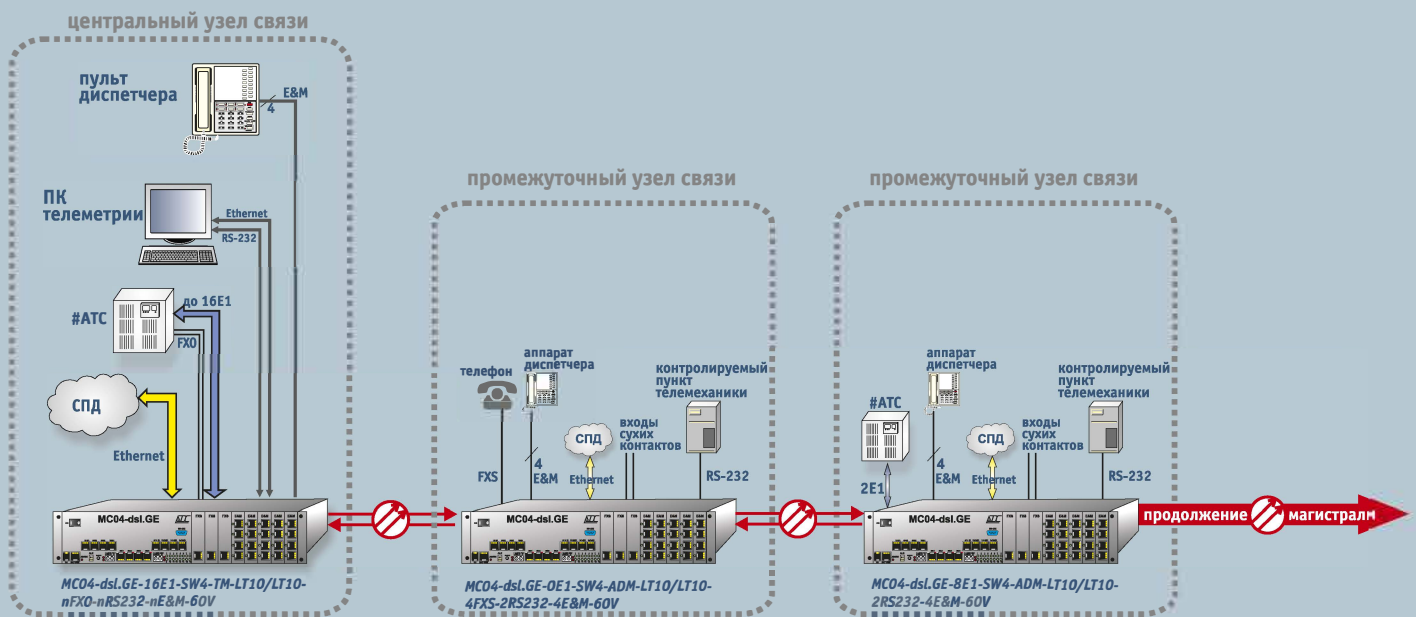 центральный узел связи
пульт
диспетчера
E&M
4
ПК
телеметрии
Ethernet
RS-232
до 16E1
#АТС
FXO
СПД
Ethernet
MC04-dsl.GE
MC04-dsl.GE-16E1-SW4-TM-LT10/LT10-
nFXO-nRS232-nE&M-60V
промежуточный узел связи
телефон
аппарат
диспетчера
контролируемый
пункт
телемеханики
СПД
входы
сухих
контактов
FXS
4
E&M
Ethernet
RS-232
MC04-dsl.GE
MC04-dsl.GE-0E1-SW4-ADM-LT10/LT10-
4FXS-2RS232-4E&M-60V
промежуточный узел связи
#АТС
аппарат
диспетчера
контролируемый
пункт
телемеханики
СПД
входы
сухих
контактов
2E1
4
E&M
Ethernet
RS-232
MC04-dsl.GE
MC04-dsl.GE-8E1-SW4-ADM-LT10/LT10-
2RS232-4E&M-60V
продолжение магистралм